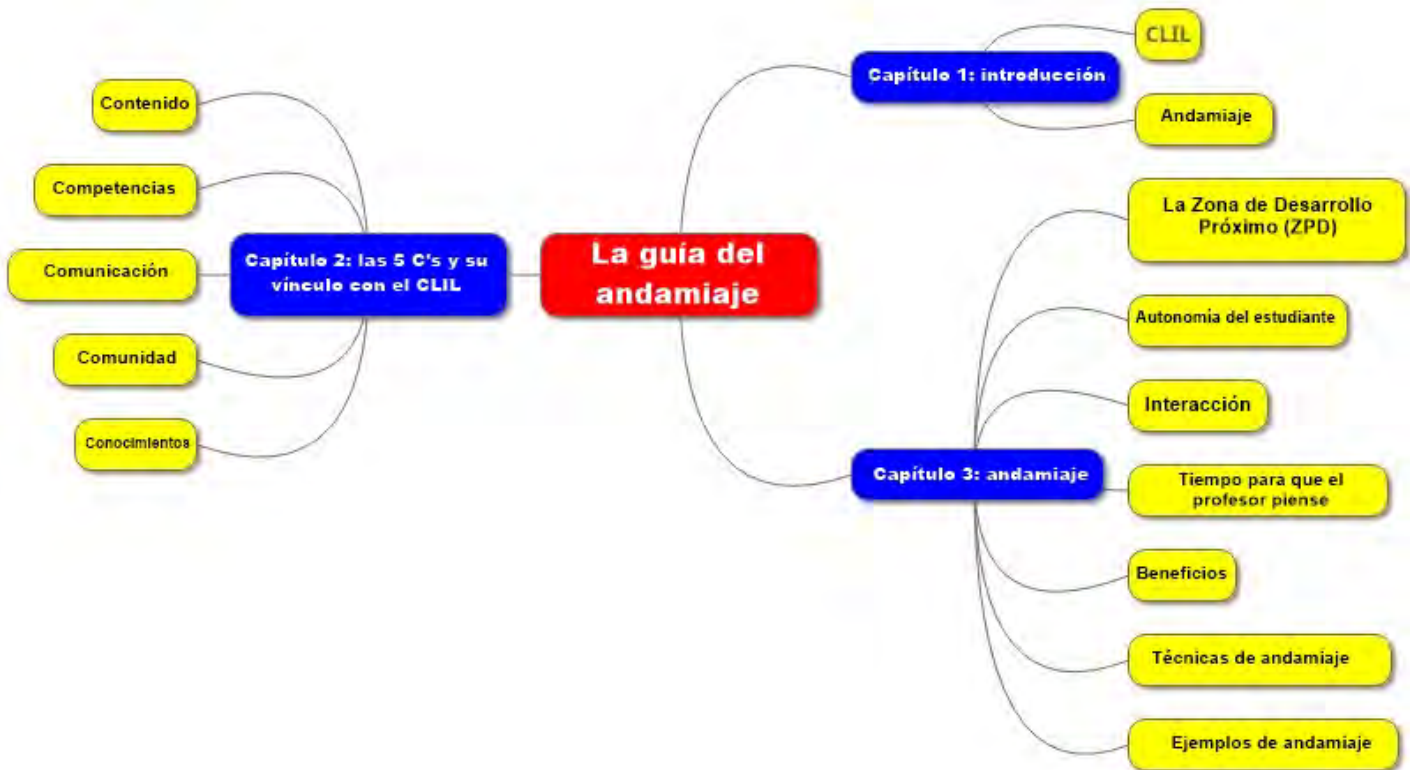 La guía del
andamiaje
Capítulo 1: introducción
CLIL
Andamiaje
Capítulo 2: las 5 C's y su
vínculo con el CLIL
Contenido
Competencias
Comunicación
Comunidad
Conocimientos
Capítulo 3: andamiaje
La Zona de Desarrollo
Próximo (ZPD)
Autonomía del estudiante
Interacción
Tiempo para que el
profesor piense
Beneficios
Técnicas de andamiaje
Ejemplos de andamiaje